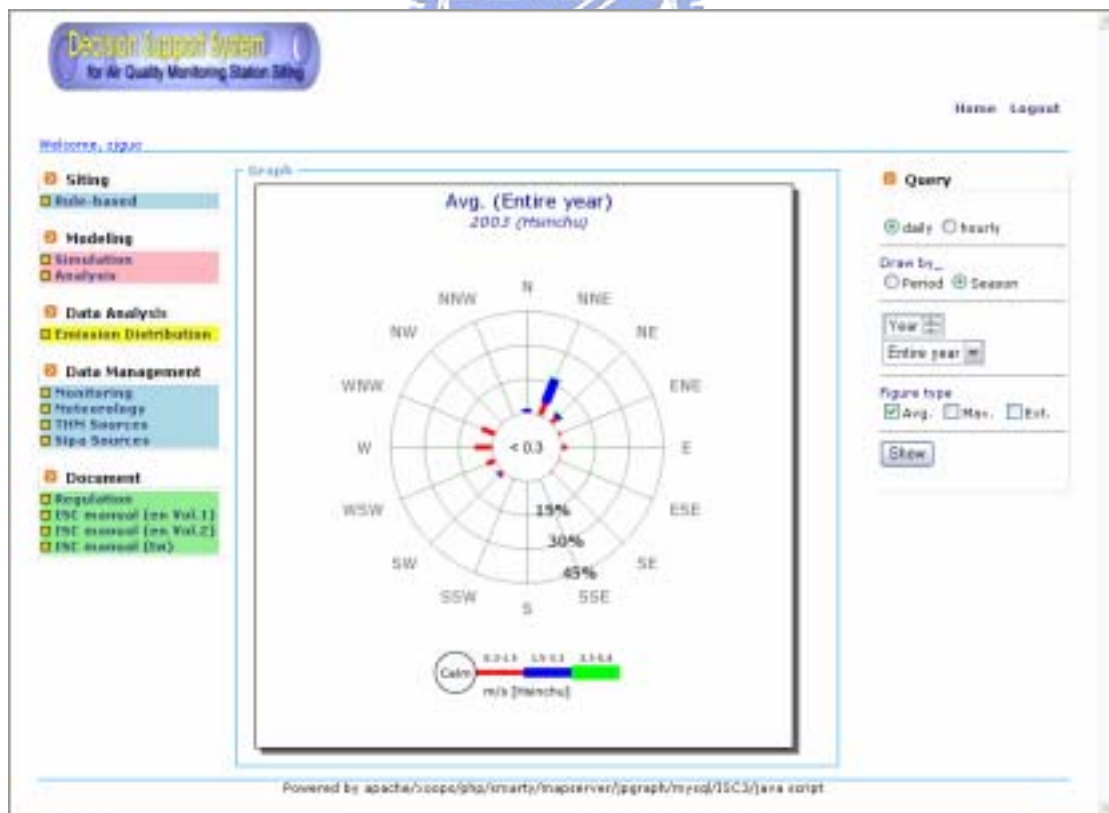 Decision Support System
for Air Quality Monitoring Station Siting
Home Logout
Welcome,
Siting
Rule-based
Modeling
Simulation
Analysis
Data Analysis
Emission Distribution
Data Management
Monitoring
Meteorology
Sources
Sources
Document
Regulation
ISC manual (en Vol.1)
ISC manual (en Vol.2)
ISC manual (tw)
Graph
Avg. (Entire year)
2003 (Hsinchu)
N
NNW
NNE
NW
NE
WNW
ENE
W
< 0.3
E
WSW
ESE
15%
30%
45%
SW
SE
SSW
SSE
S
Calm
m/s [Hsinchu]
Query
daily hourly
Draw by_
Period Season
Year
Entire year
Figure type
Avg. Max. Ext.
Show
Powered by apache/xoops/php/smarty/mapserver/jpgraph/mysql/ISC3/java script